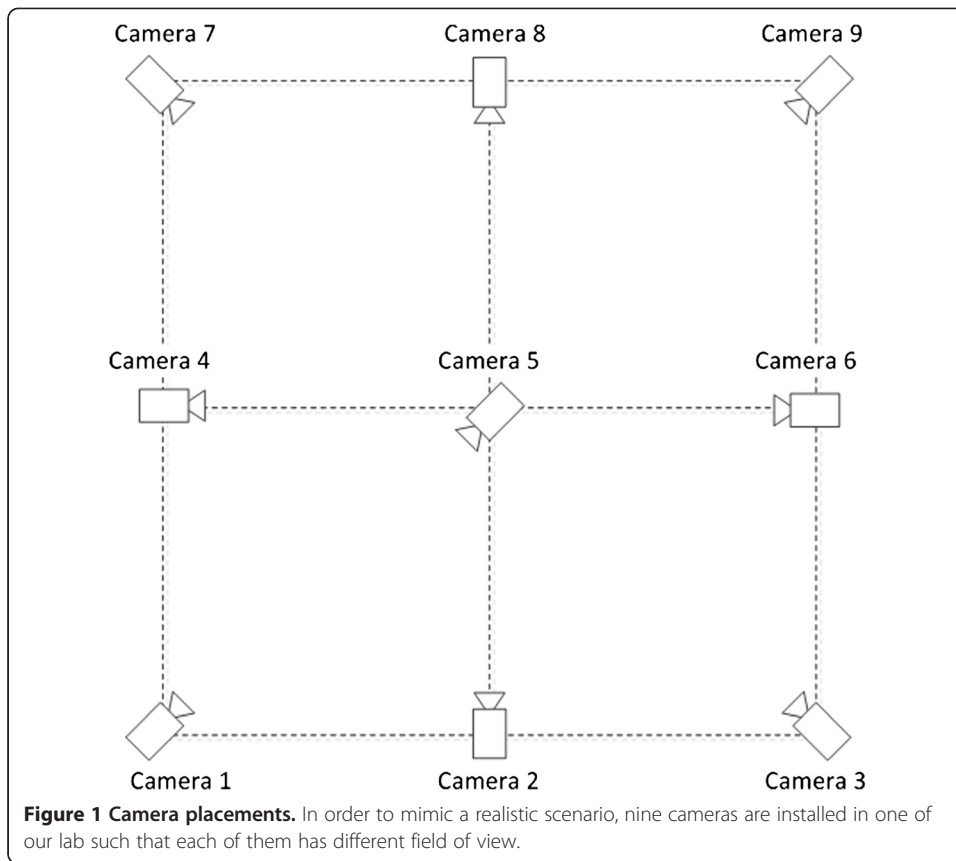 Camera 7 Camera 8 Camera 9
Camera 4 Camera 5 Camera 6
Camera 1 Camera 2 Camera 3
Figure 1 Camera placements. In order to mimic a realistic scenario, nine cameras are installed in one of
our lab such that each of them has different field of view.